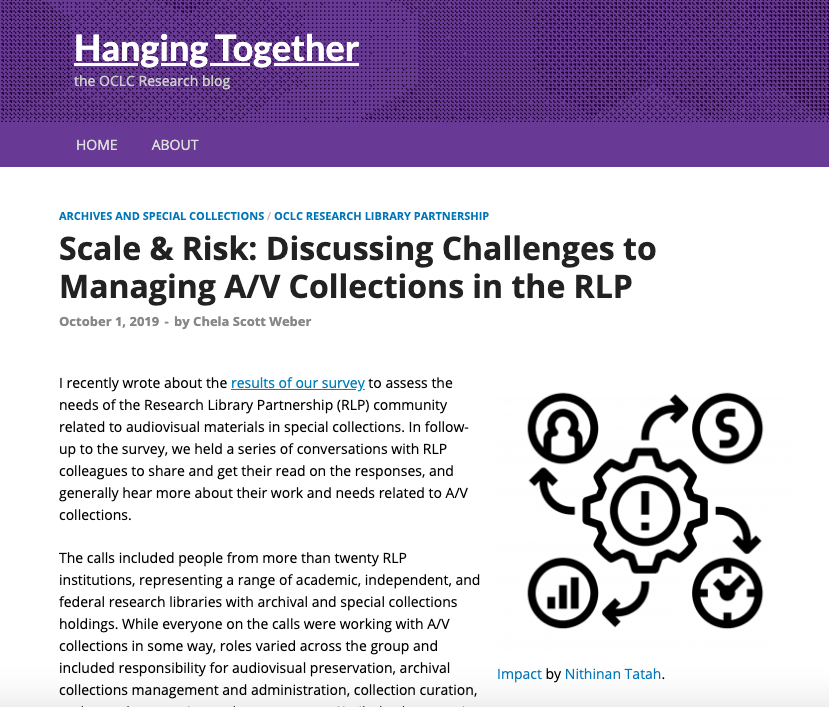 Hanging Together
the OCLC Research blog
HOME ABOUT
ARCHIVES AND SPECIAL COLLECTIONS / OCLC RESEARCH LIBRARY PARTNERSHIP
Scale & Risk: Discussing Challenges to
Managing A/V Collections in the RLP
October 1, 2019 - by Chela Scott Weber
I recently wrote about the results of our survey to assess the
needs of the Research Library Partnership (RLP) community
related to audiovisual materials in special collections. In follow-
up to the survey, we held a series of conversations with RLP
colleagues to share and get their read on the responses, and
generally hear more about their work and needs related to A/V
collections.
The calls included people from more than twenty RLP
institutions, representing a range of academic, independent, and
federal research libraries with archival and special collections
holdings. While everyone on the calls were working with A/V
collections in some way, roles varied across the group and
included responsibility for audiovisual preservation, archival
collections management and administration, collection curation,
S
!
Impact by Nithinan Tatah.